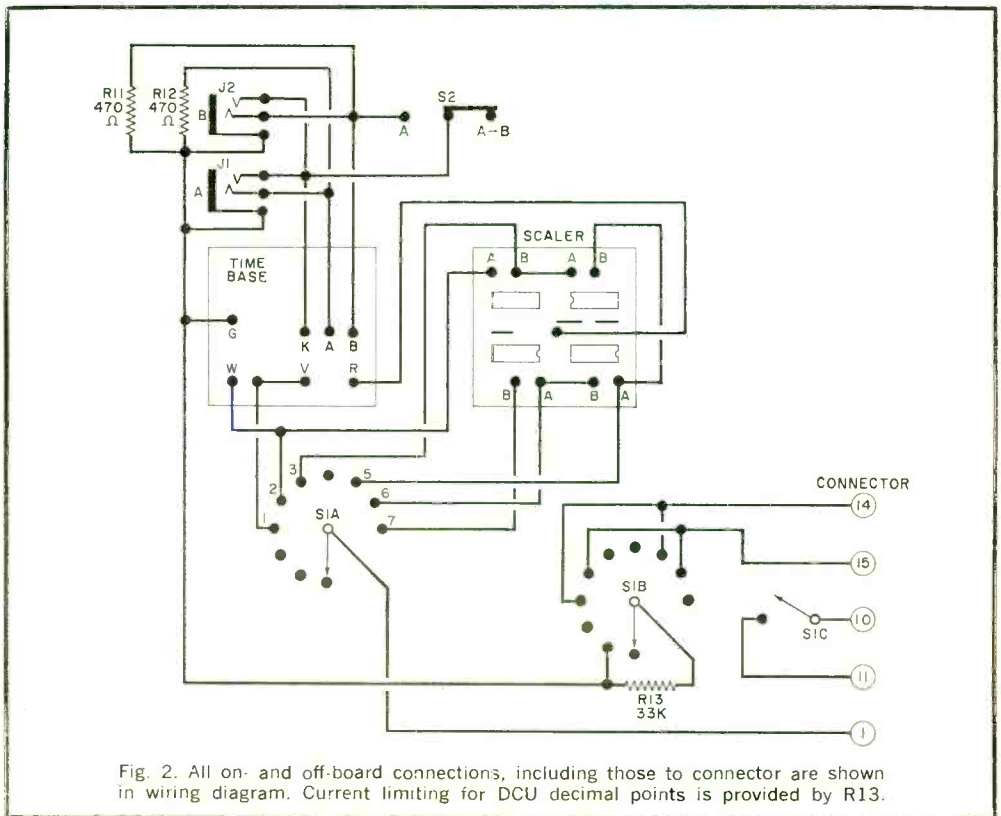 R11
470
Ω
R12
470
Ω
J2
B
S2
A
A-B
J1
A
SCALER
A
B
A
B
TIME
BASE
G
K
A
B
W
V
R
B
A
B
A
3
5
2
6
1
S1A
7
CONNECTOR
14
15
S1B
10
S1C
11
R13
33K
1
Fig. 2. All on- and off-board connections, including those to connector are shown
in wiring diagram. Current limiting for DCU decimal points is provided by R13.